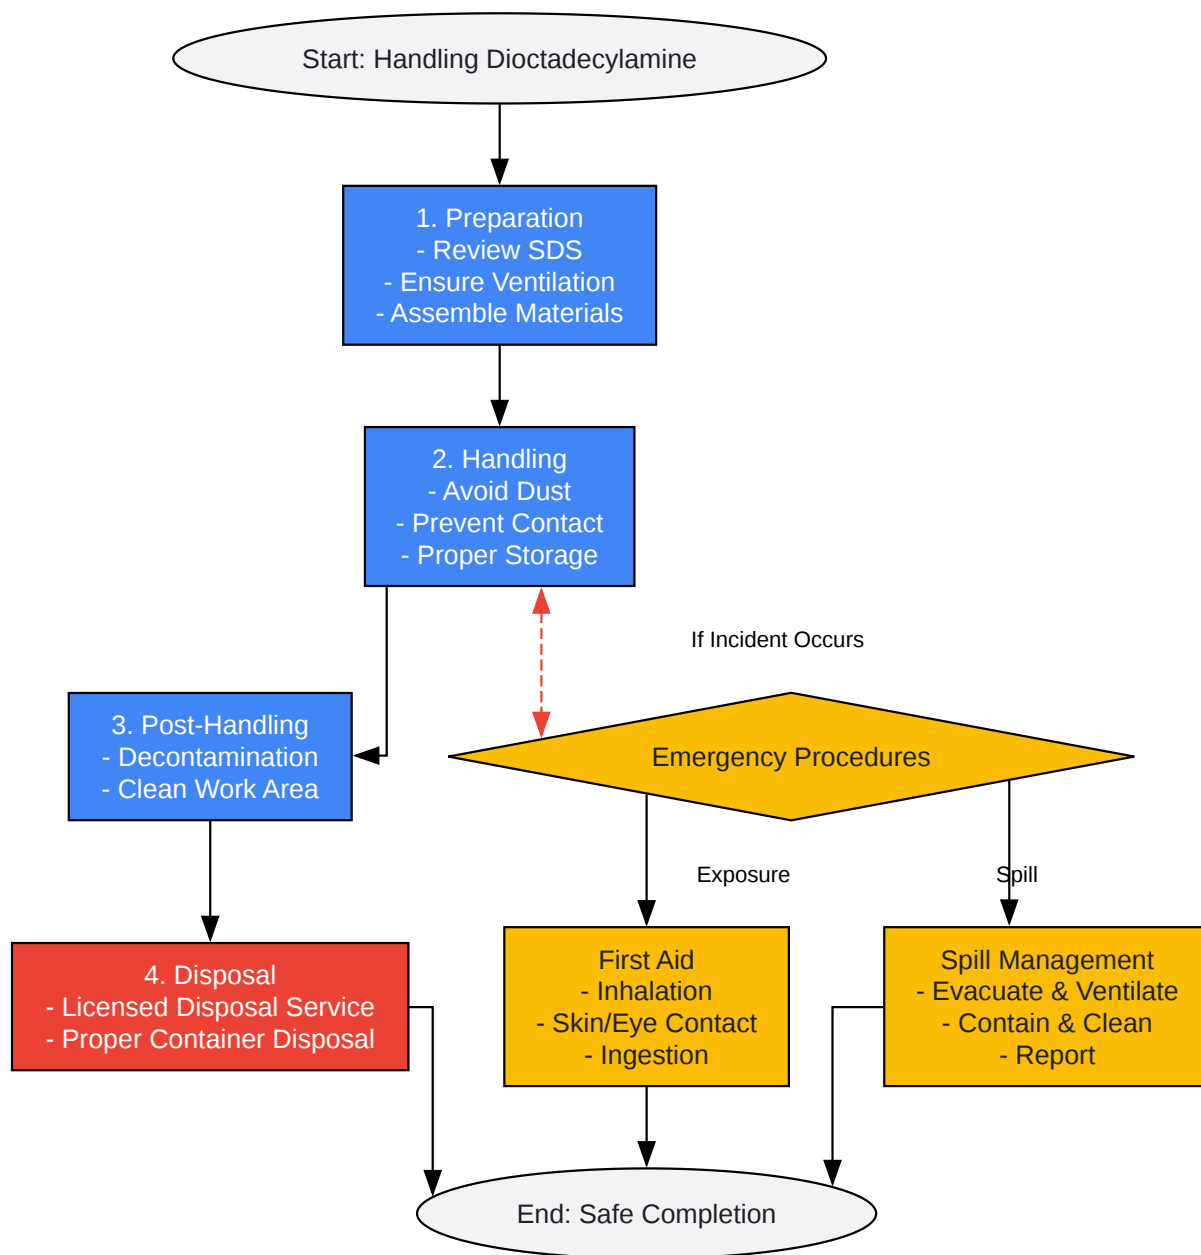 Start: Handling Dioctadecylamine
1. Preparation
- Review SDS
- Ensure Ventilation
- Assemble Materials
2. Handling
- Avoid Dust
- Prevent Contact
- Proper Storage
If Incident Occurs
3. Post-Handling
- Decontamination
- Clean Work Area
Emergency Procedures
Exposure
Spill
4. Disposal
- Licensed Disposal Service
- Proper Container Disposal
First Aid
- Inhalation
- Skin/Eye Contact
- Ingestion
Spill Management
- Evacuate & Ventilate
- Contain & Clean
- Report
End: Safe Completion